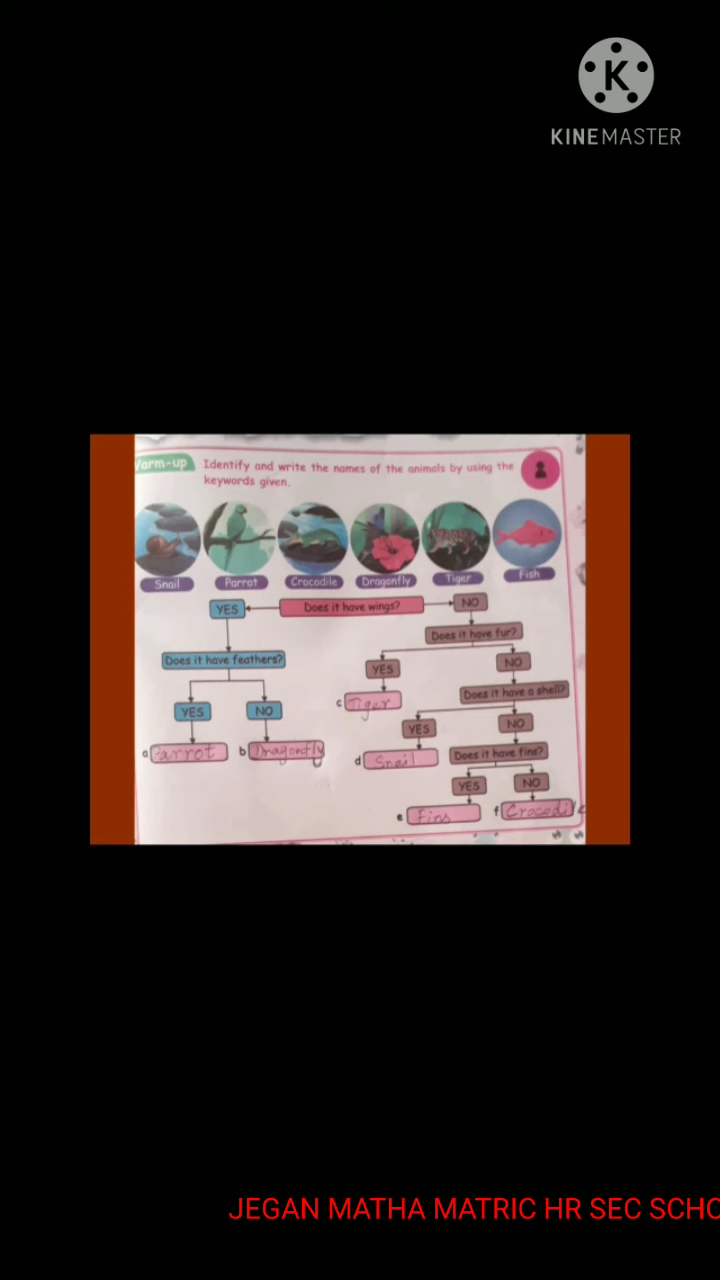 KINEMASTER
Warm-up
Identify and write the names of the animals by using the
keywords given.
Snail Parrot Crocodile Dragonfly Tiger Fish
YES Does it have wings? NO
Does it have fur?
Does it have feathers? YES NO
Does it have a shell?
c Tiger
YES NO YES NO
a Parrot b Dragonfly d Snail Does it have fins?
YES NO
e Fins f Crocodile
JEGAN MATHA MATRIC HR SEC SCHO